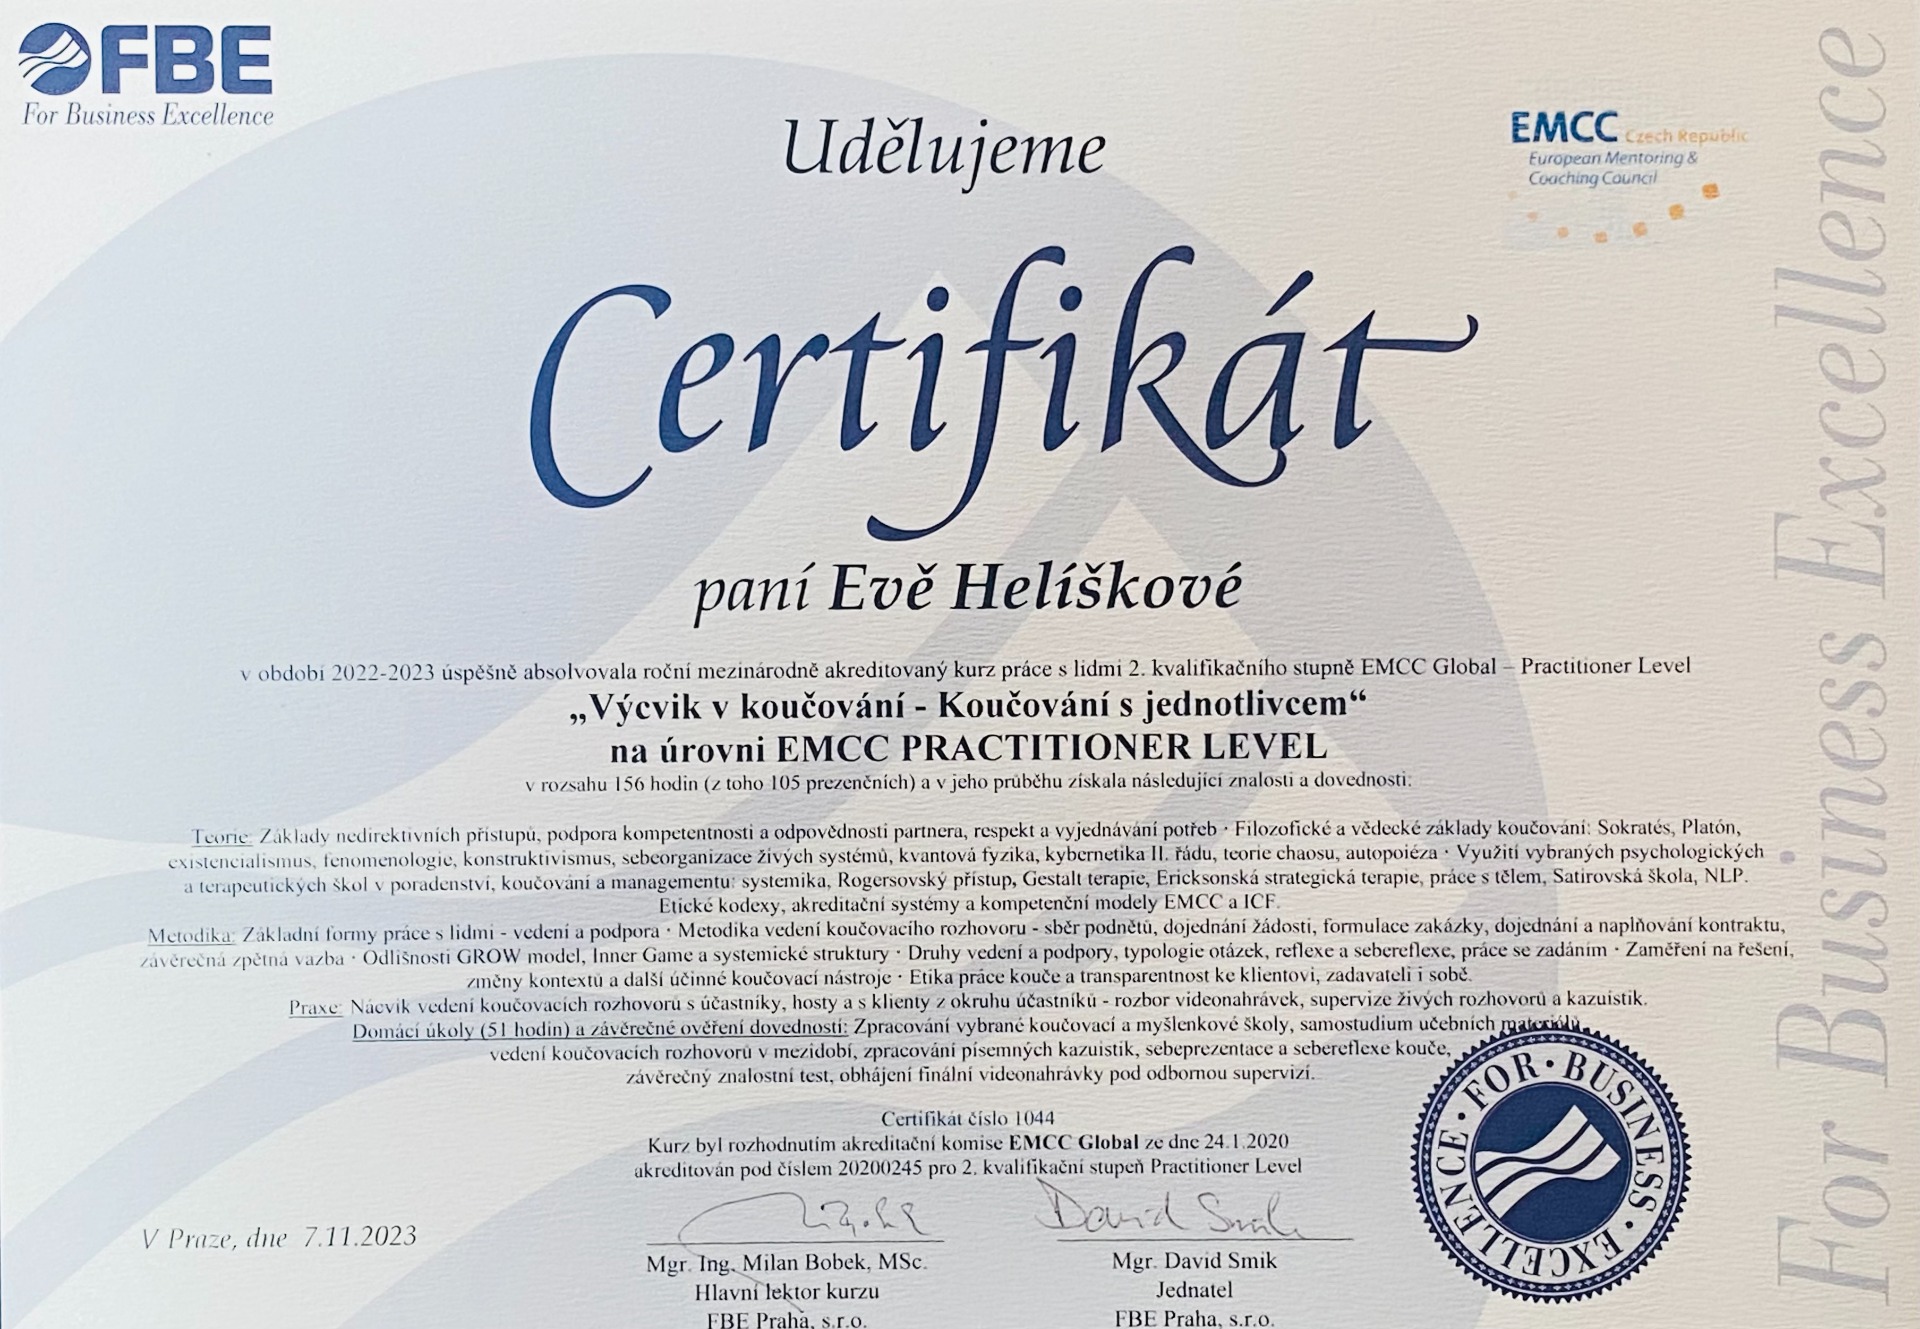 FBE
For Business Excellence
EMCC Czech Republic
European Mentoring &
Coaching Council
Udělujeme
Certifikát
paní Evě Helíškové
v období 2022-2023 úspěšně absolvovala roční mezinárodně akreditovaný kurz práce s lidmi 2. kvalifikačního stupně EMCC Global – Practitioner Level
„Výcvik v koučování - Koučování s jednotlivcem“
na úrovni EMCC PRACTITIONER LEVEL
v rozsahu 156 hodin (z toho 105 prezenčních) a v jeho průběhu získala následující znalosti a dovednosti:
Teorie: Základy nedirektivních přístupů, podpora kompetentnosti a odpovědnosti partnera, respekt a vyjednávání potřeb · Filozofické a vědecké základy koučování: Sokratés, Platón,
existencialismus, fenomenologie, konstruktivismus, sebeorganizace živých systémů, kvantová fyzika, kybernetika II. řádu, teorie chaosu, autopoiéza · Využití vybraných psychologických
a terapeutických škol v poradenství, koučování a managementu: systemika, Rogersovský přístup, Gestalt terapie, Ericksonská strategická terapie, práce s tělem, Satirovská škola, NLP.
Etické kodexy, akreditační systémy a kompetenční modely EMCC a ICF.
Metodika: Základní formy práce s lidmi - vedení a podpora · Metodika vedení koučovacího rozhovoru - sběr podnětů, dojednání žádosti, formulace zakázky, dojednání a naplňování kontraktu,
závěrečná zpětná vazba · Odlišnosti GROW model, Inner Game a systemické struktury · Druhy vedení a podpory, typologie otázek, reflexe a sebereflexe, práce se zadáním · Zaměření na řešení,
změny kontextů a další účinné koučovací nástroje · Etika práce kouče a transparentnost ke klientovi, zadavateli i sobě.
Praxe: Nácvik vedení koučovacích rozhovorů s účastníky, hosty a s klienty z okruhu účastníků - rozbor videonahrávek, supervize živých rozhovorů a kazuistik.
Domácí úkoly (51 hodin) a závěrečné ověření dovedností: Zpracování vybrané koučovací a myšlenkové školy, samostudium učebních materiálů,
vedení koučovacích rozhovorů v mezidobí, zpracování písemných kazuistik, sebeprezentace a sebereflexe kouče,
závěrečný znalostní test, obhájení finální videonahrávky pod odbornou supervizí.
Certifikát číslo 1044
Kurz byl rozhodnutím akreditační komise EMCC Global ze dne 24.1.2020
akreditován pod číslem 20200245 pro 2. kvalifikační stupeň Practitioner Level
V Praze, dne 7.11.2023
David Smik
Mgr. Ing. Milan Bobek, MSc.
Hlavní lektor kurzu
FBE Praha, s.r.o.
Mgr. David Smik
Jednatel
FBE Praha, s.r.o.
FOR · BUSINESS · EXCELLENCE ·
For Business Excellence